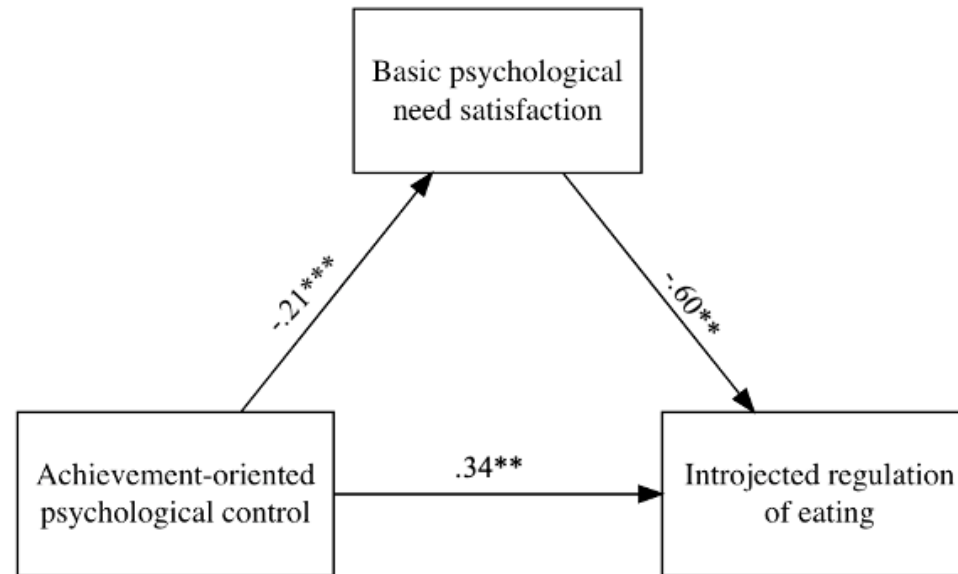 Basic psychological
need satisfaction
-.21***
-.60**
.34**
Achievement-oriented
psychological control
Introjected regulation
of eating